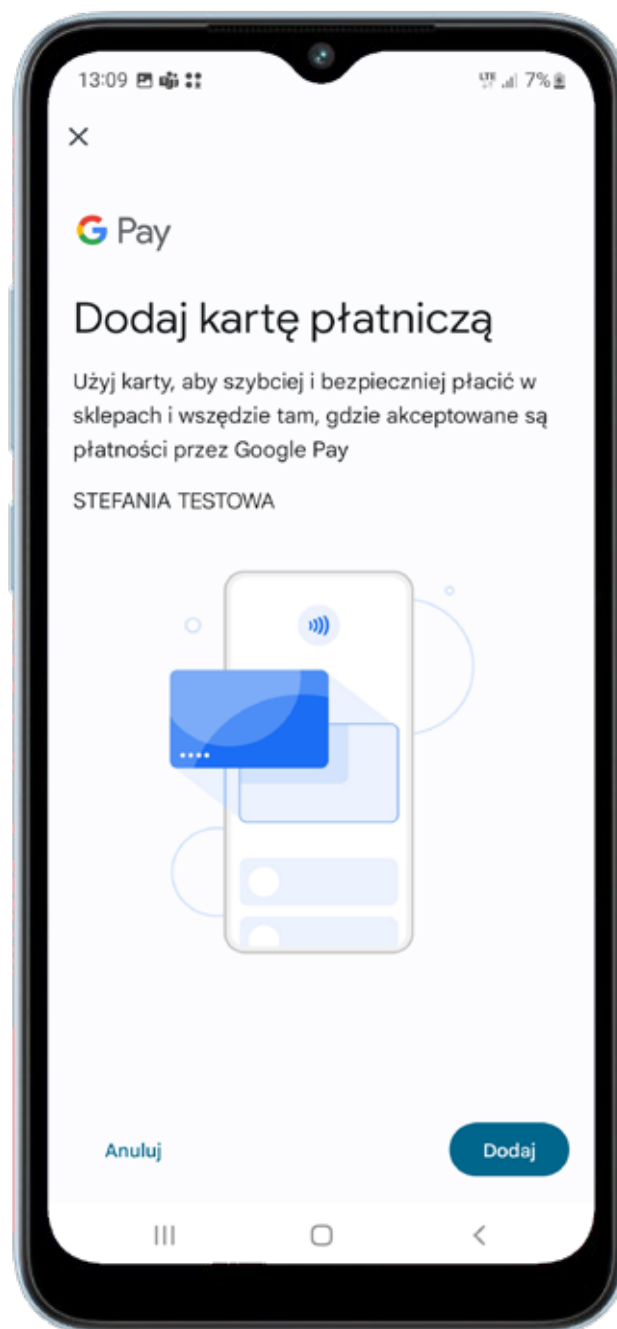 13:09 LTE 7%
G Pay
Dodaj kartę płatniczą
Użyj karty, aby szybciej i bezpieczniej płacić w
sklepach i wszędzie tam, gdzie akceptowane są
płatności przez Google Pay
STEFANIA TESTOWA
Anuluj Dodaj